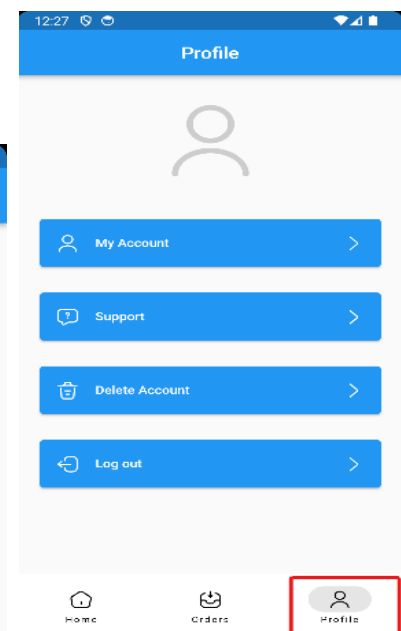 12:27
Profile
My Account
?
Support
Delete Account
Log out
Home
Orders
Profile